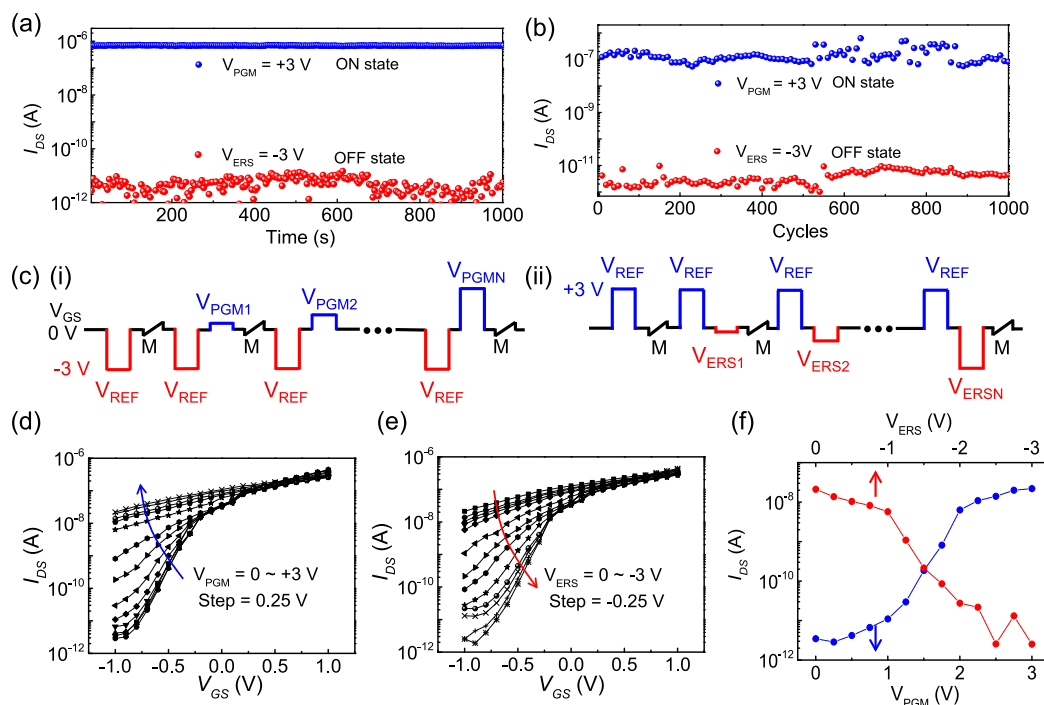 (a)
10⁻⁶
10⁻⁸
10⁻¹⁰
10⁻¹²
I_DS (A)
V_PGM = +3 V ON state
V_ERS = -3 V OFF state
200 400 600 800 1000
Time (s)
(b)
10⁻⁷
10⁻⁹
10⁻¹¹
I_DS (A)
V_PGM = +3 V ON state
V_ERS = -3V OFF state
0 200 400 600 800 1000
Cycles
(c) (i)
V_PGM1 V_PGM2 V_PGMN
V_GS
0 V
M M M
-3 V
V_REF V_REF V_REF V_REF
(ii)
V_REF V_REF V_REF V_REF
+3 V
M M M
V_ERS1 V_ERS2 V_ERSN
(d)
10⁻⁶
10⁻⁸
10⁻¹⁰
10⁻¹²
I_DS (A)
V_PGM = 0 ~ +3 V
Step = 0.25 V
-1.0 -0.5 0.0 0.5 1.0
V_GS (V)
(e)
10⁻⁶
10⁻⁸
10⁻¹⁰
10⁻¹²
I_DS (A)
V_ERS = 0 ~ -3 V
Step = -0.25 V
-1.0 -0.5 0.0 0.5 1.0
V_GS (V)
(f)
V_ERS (V)
0 -1 -2 -3
10⁻⁸
10⁻¹⁰
10⁻¹²
I_DS (A)
0 1 2 3
V_PGM (V)